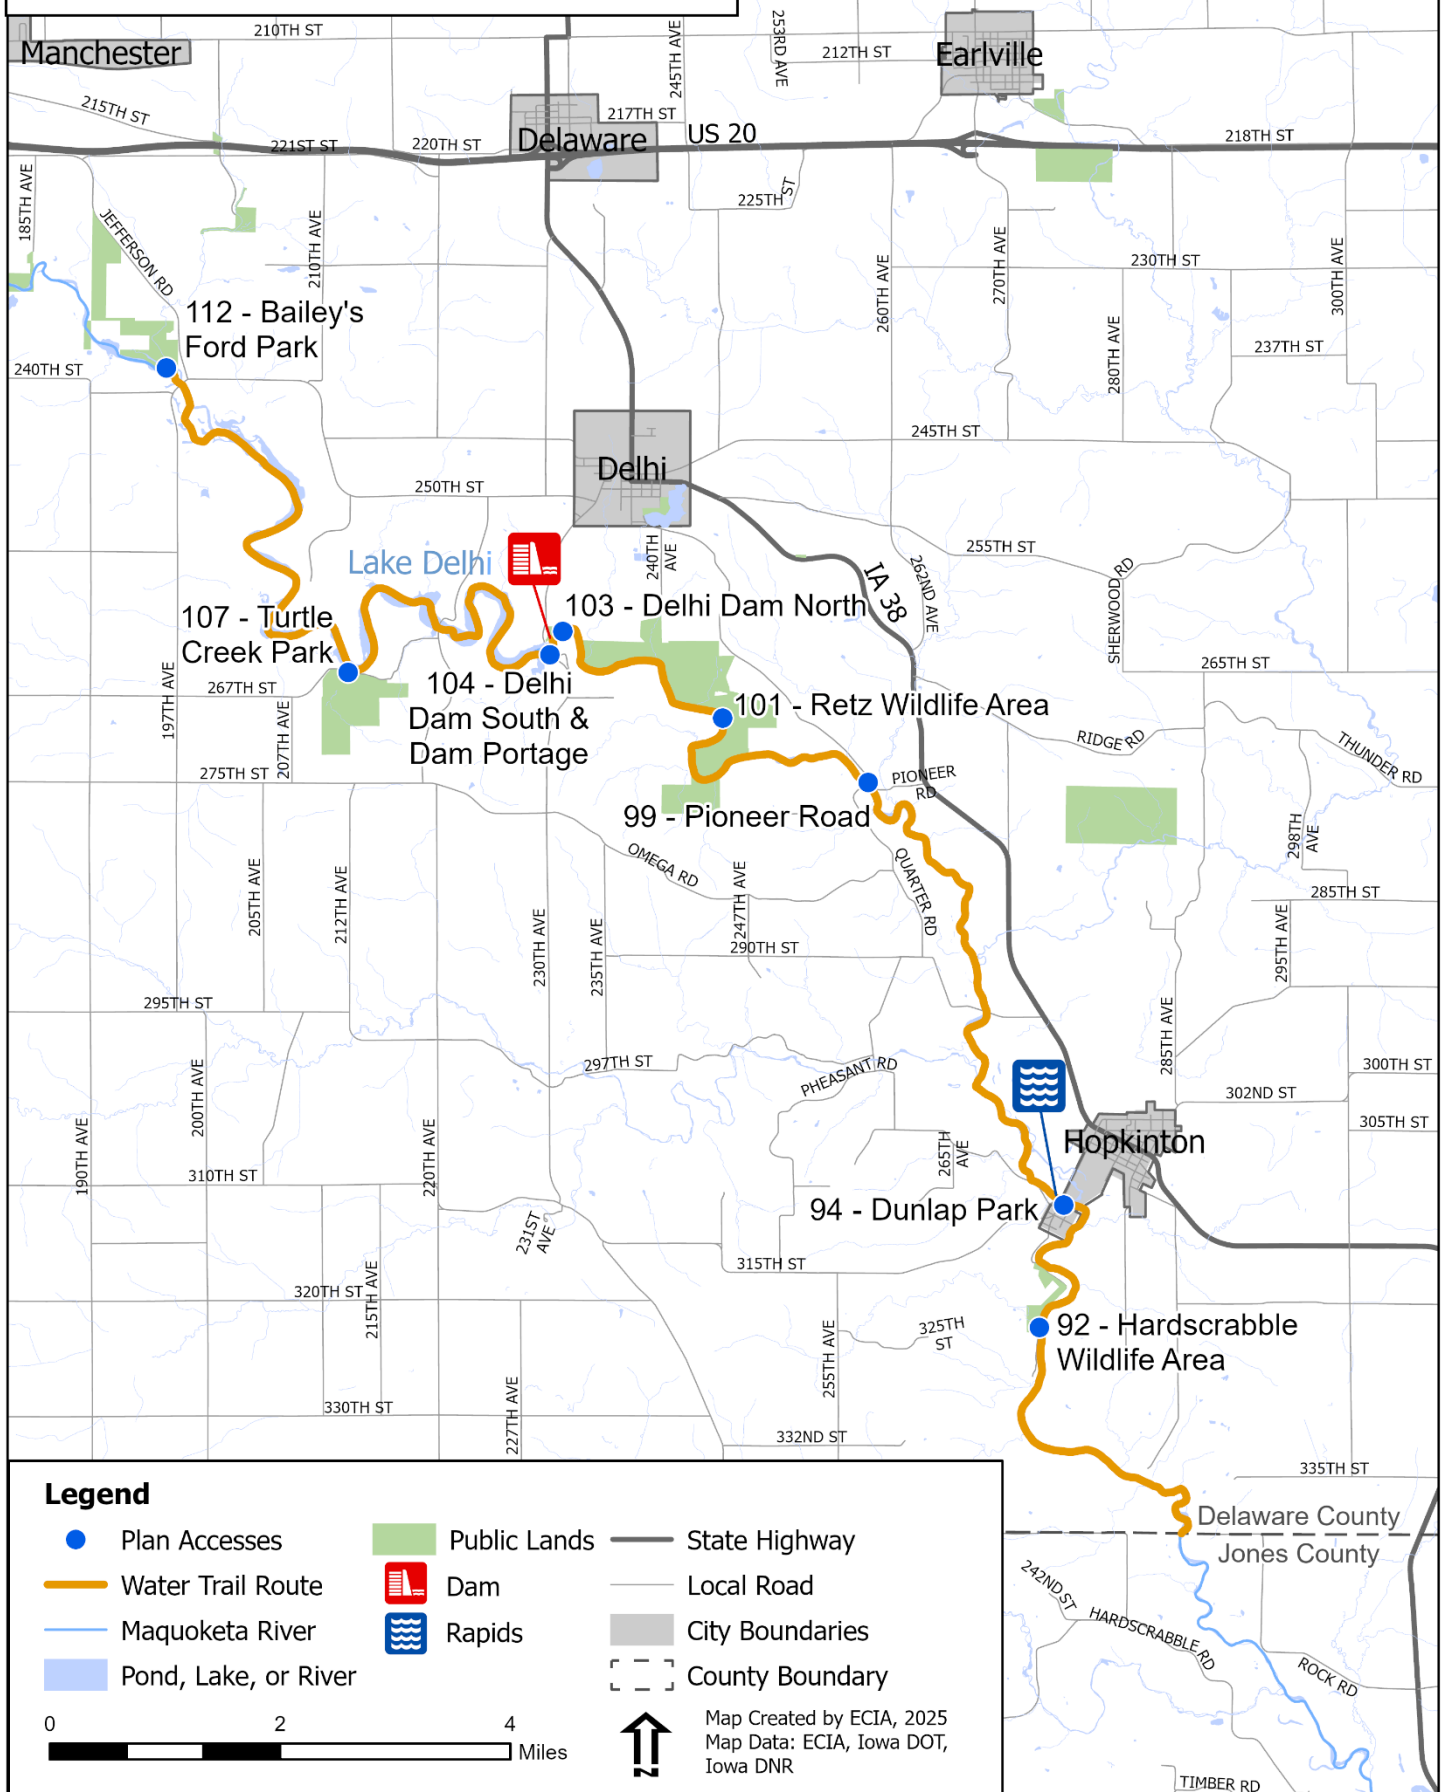 210TH ST
Manchester
245TH AVE
253RD AVE
212TH ST
Earlville
215TH ST
217TH ST
Delaware
US 20
221ST ST
220TH ST
218TH ST
185TH AVE
225TH ST
JEFFERSON RD
210TH AVE
260TH AVE
270TH AVE
230TH ST
300TH AVE
112 - Bailey's
Ford Park
240TH ST
280TH AVE
237TH ST
245TH ST
Delhi
250TH ST
Lake Delhi
240TH
AVE
IA 38
262ND AVE
255TH ST
SHERWOOD RD
103 - Delhi Dam North
107 - Turtle
Creek Park
197TH AVE
267TH ST
207TH AVE
104 - Delhi
Dam South &
Dam Portage
265TH ST
101 - Retz Wildlife Area
RIDGE RD
THUNDER RD
275TH ST
PIONEER
RD
99 - Pioneer Road
OMEGA RD
QUARTER RD
298TH
AVE
205TH AVE
212TH AVE
247TH AVE
285TH ST
230TH AVE
235TH AVE
290TH ST
295TH AVE
295TH ST
285TH AVE
297TH ST
PHEASANT RD
300TH ST
302ND ST
200TH AVE
190TH AVE
220TH AVE
305TH ST
Hopkinton
265TH
AVE
310TH ST
94 - Dunlap Park
231ST
AVE
315TH ST
320TH ST
215TH AVE
255TH AVE
325TH
ST
92 - Hardscrabble
Wildlife Area
227TH AVE
330TH ST
332ND ST
335TH ST
Delaware County
Jones County
242ND ST
HARDSCRABBLE RD
ROCK RD
TIMBER RD
Legend
Plan Accesses
Water Trail Route
Maquoketa River
Pond, Lake, or River
Public Lands
Dam
Rapids
State Highway
Local Road
City Boundaries
County Boundary
0 2 4
Miles
N
Map Created by ECIA, 2025
Map Data: ECIA, Iowa DOT,
Iowa DNR